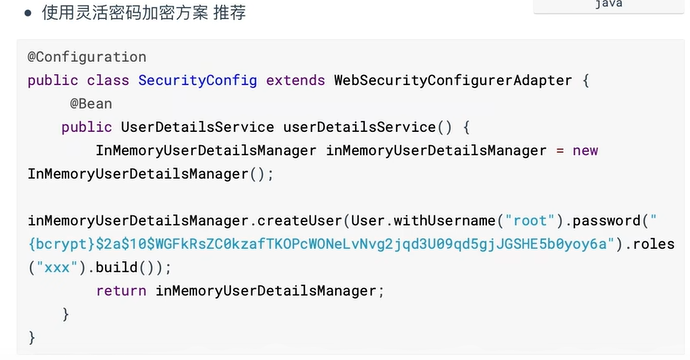 使用灵活密码加密方案 推荐
java
@Configuration
public class SecurityConfig extends WebSecurityConfigurerAdapter {
@Bean
public UserDetailsService userDetailsService() {
InMemoryUserDetailsManager inMemoryUserDetailsManager = new
InMemoryUserDetailsManager();
inMemoryUserDetailsManager.createUser(User.withUsername("root").password("
{bcrypt}$2a$10$WGFkRsZC0kzafTKOPcWONeLvNvg2jqd3U09qd5gjJGSHE5b0yoy6a").roles
("xxx").build());
return inMemoryUserDetailsManager;
}
}